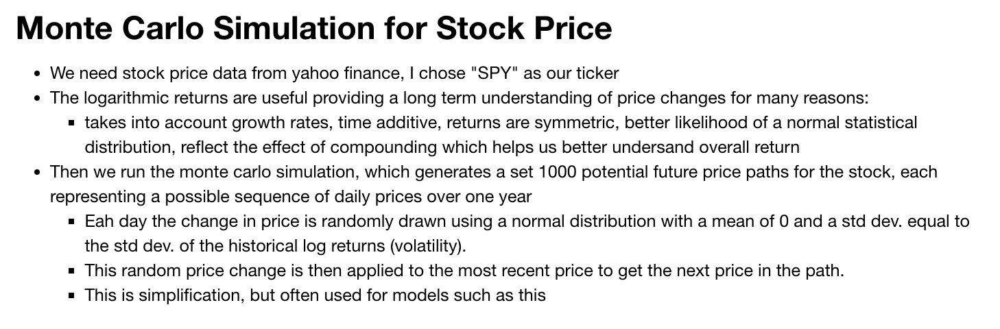 Monte Carlo Simulation for Stock Price
We need stock price data from yahoo finance, I chose "SPY" as our ticker
The logarithmic returns are useful providing a long term understanding of price changes for many reasons:
takes into account growth rates, time additive, returns are symmetric, better likelihood of a normal statistical
distribution, reflect the effect of compounding which helps us better undersand overall return
Then we run the monte carlo simulation, which generates a set 1000 potential future price paths for the stock, each
representing a possible sequence of daily prices over one year
Eah day the change in price is randomly drawn using a normal distribution with a mean of 0 and a std dev. equal to
the std dev. of the historical log returns (volatility).
This random price change is then applied to the most recent price to get the next price in the path.
This is simplification, but often used for models such as this